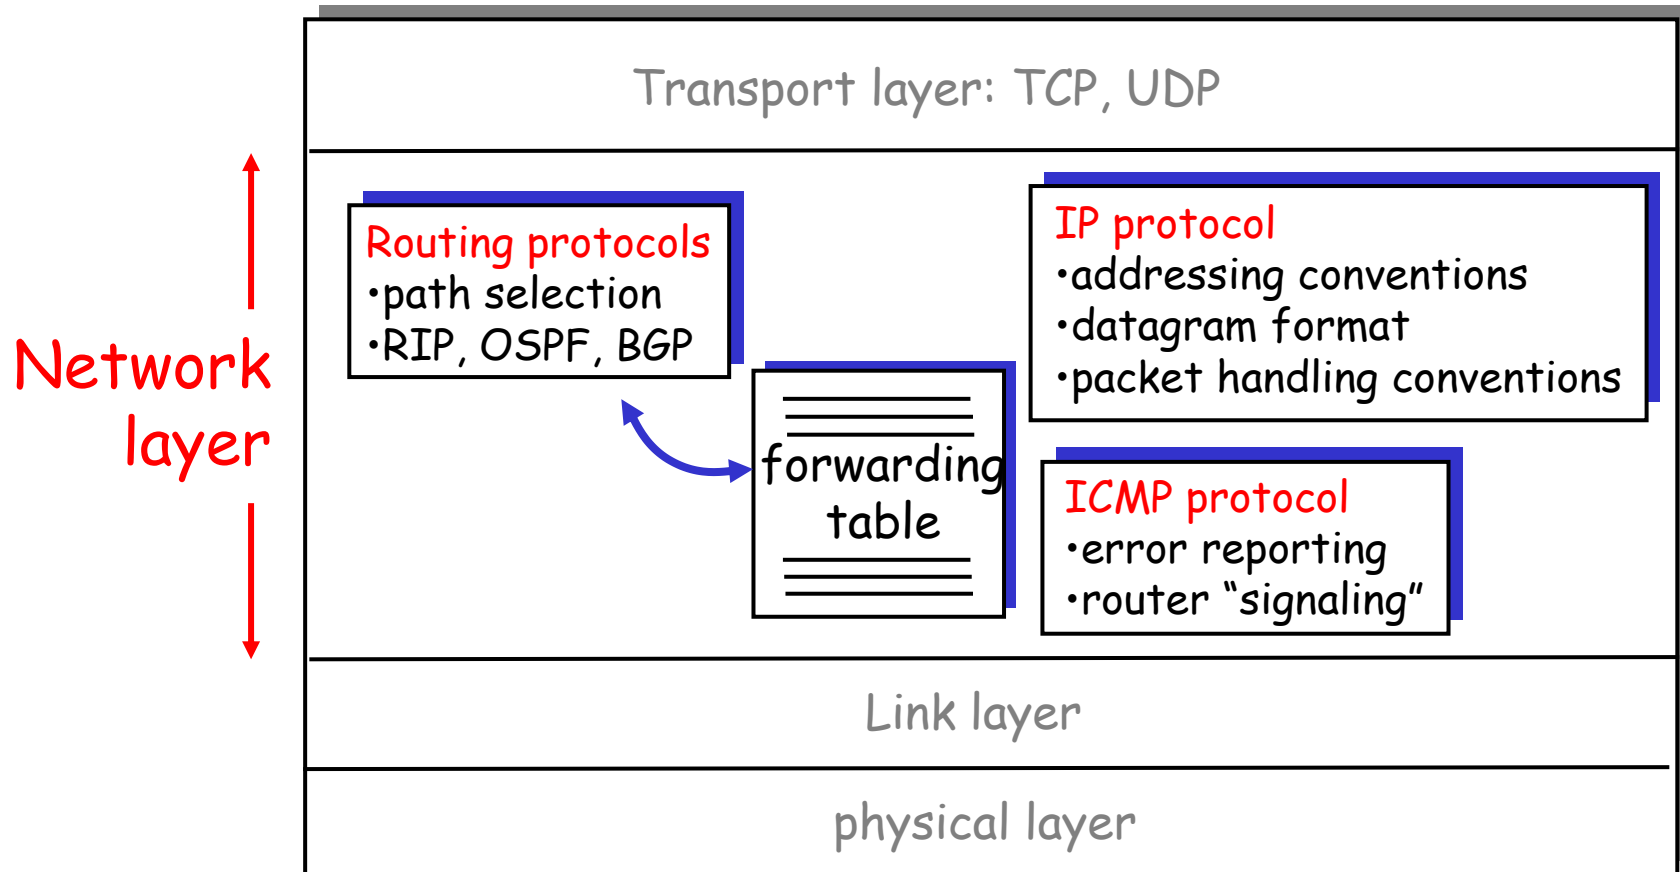 Transport layer: TCP, UDP
Network
layer
Routing protocols
•path selection
•RIP, OSPF, BGP
forwarding
table
IP protocol
•addressing conventions
•datagram format
•packet handling conventions
ICMP protocol
•error reporting
•router “signaling”
Link layer
physical layer